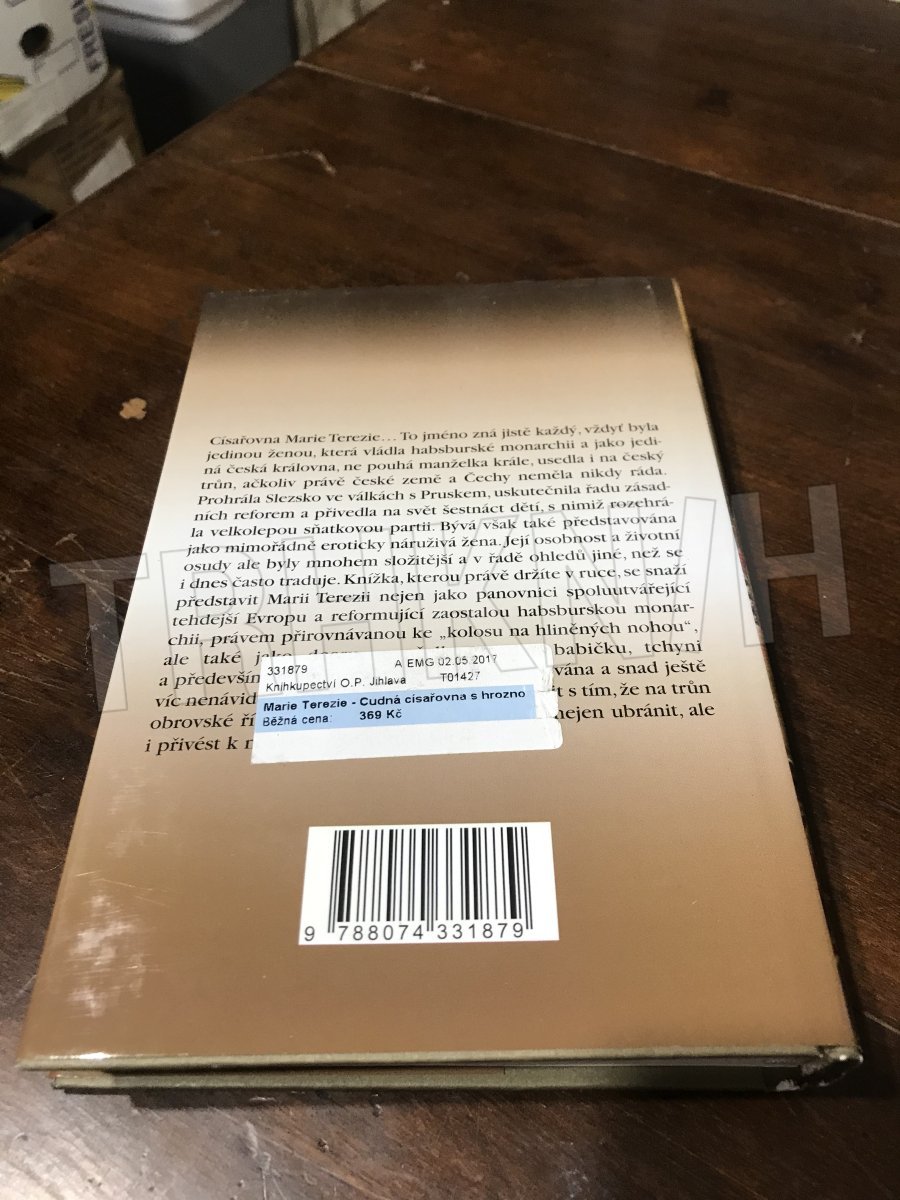 Císařovna Marie Terezie... To jméno zná jistě každý, vždyť byla
jedinou ženou, která vládla habsburské monarchii a jako jedi-
ná česká královna, ne pouhá manželka krále, usedla i na český
trůn, ačkoliv právě české země a Čechy neměla nikdy ráda.
Prohrála Slezsko ve válkách s Pruskem, uskutečnila řadu zásad-
ních reforem a přivedla na svět šestnáct dětí, s nimiž rozehrá-
la velkolepou sňatkovou partii. Bývá však také představována
jako mimořádně eroticky náruživá žena. Její osobnost a životní
osudy ale byly mnohem složitější a v řadě ohledů jiné, než se
i dnes často traduje. Knížka, kterou právě držíte v ruce, se snaží
představit Marii Terezii nejen jako panovnici spoluutvářející
tehdejší Evropu a reformující zaostalou habsburskou monar-
chii, právem přirovnávanou ke „kolosu na hliněných nohou“,
ale také babičku, tchyni
a především
víc a snad ještě
obrovské s tím, že na trůn
nejen ubránit, ale
i přivést k
331879 A EMG 02.05.2017
Knihkupectví O.P. Jihlava T01427
Marie Terezie - Cudná císařovna s hrozno
Běžná cena: 369 Kč
9 788074 331879
TRHKNIH